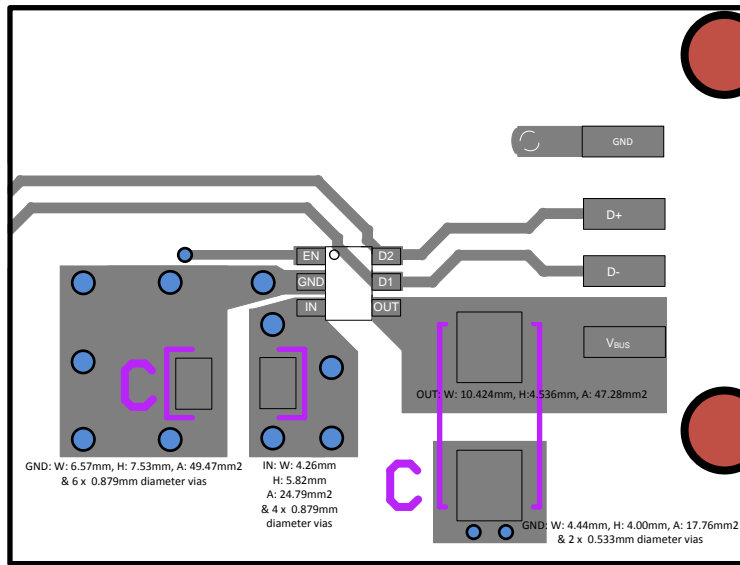 GND
D+
EN
D2
D-
GND
D1
IN
OUT
VBUS
C
OUT: W: 10.424mm, H:4.536mm, A: 47.28mm2
GND: W: 6.57mm, H: 7.53mm, A: 49.47mm2
& 6 x 0.879mm diameter vias
IN: W: 4.26mm
H: 5.82mm
A: 24.79mm2
& 4 x 0.879mm
diameter vias
C
GND: W: 4.44mm, H: 4.00mm, A: 17.76mm2
& 2 x 0.533mm diameter vias